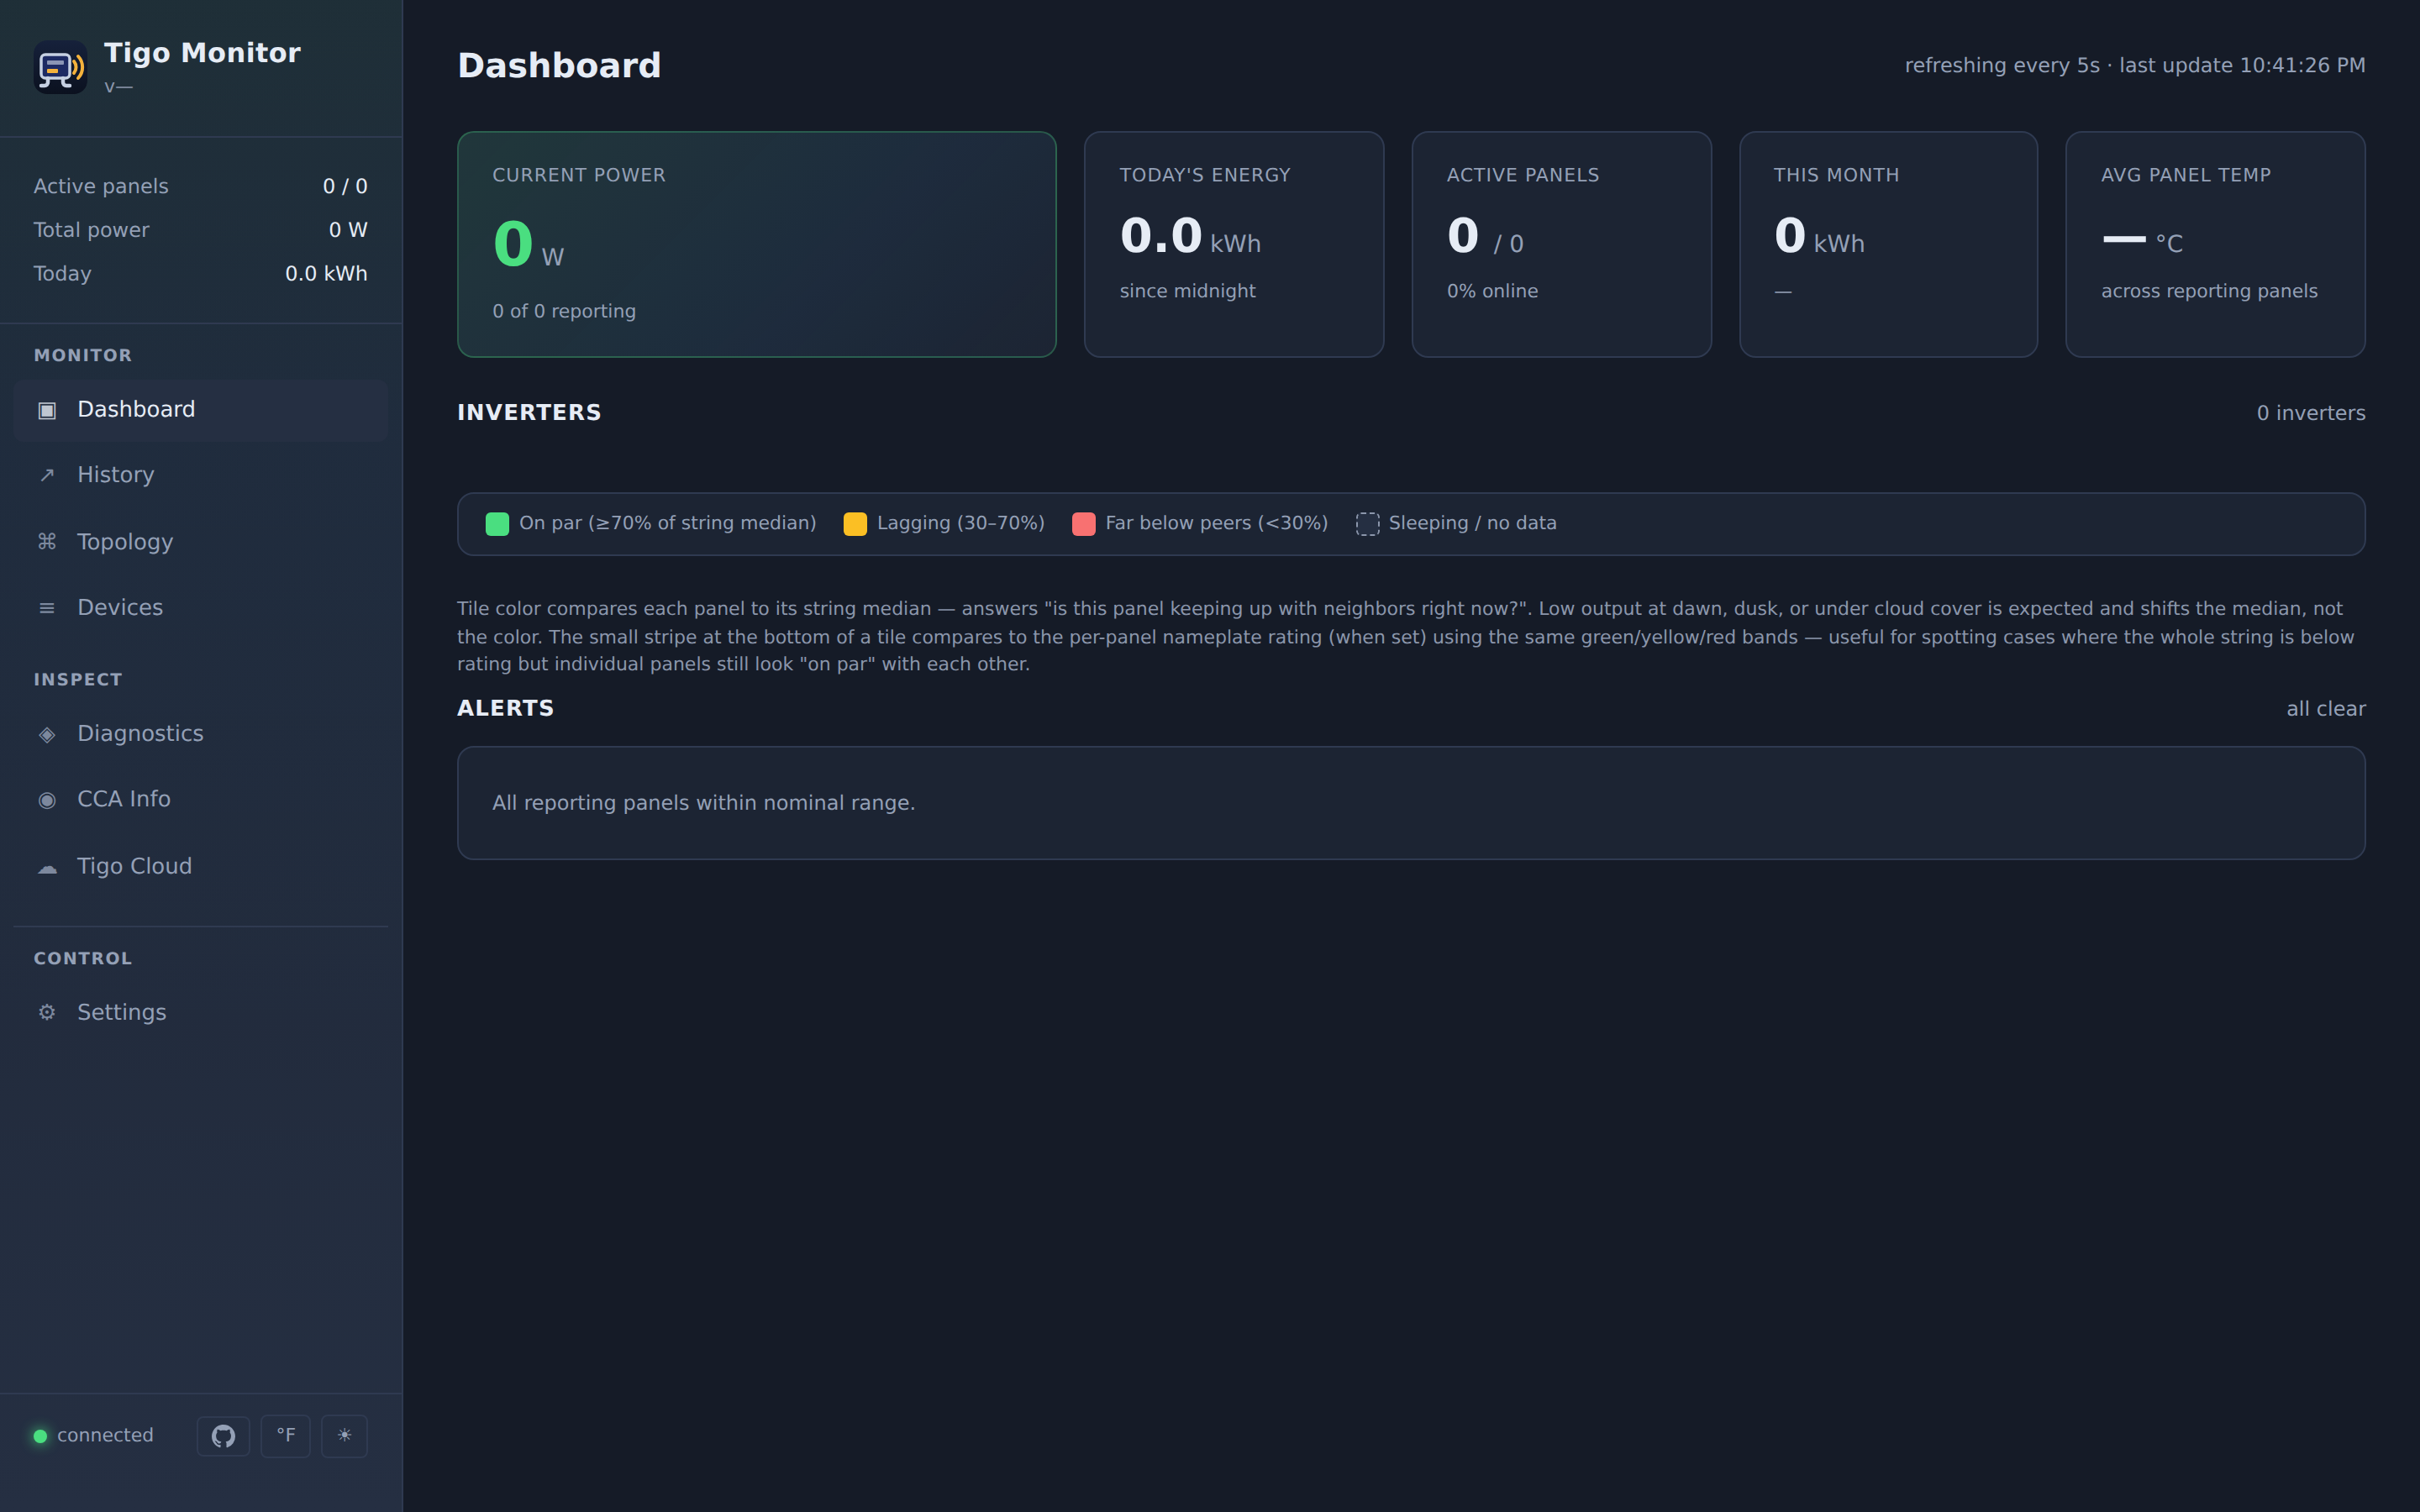 Tigo Monitor
v—
Active panels 0 / 0
Total power 0 W
Today 0.0 kWh
MONITOR
Dashboard
History
Topology
Devices
INSPECT
Diagnostics
CCA Info
Tigo Cloud
CONTROL
Settings
connected °F
Dashboard
refreshing every 5s · last update 10:41:26 PM
CURRENT POWER
0 W
0 of 0 reporting
TODAY'S ENERGY
0.0 kWh
since midnight
ACTIVE PANELS
0 / 0
0% online
THIS MONTH
0 kWh
—
AVG PANEL TEMP
— °C
across reporting panels
INVERTERS
0 inverters
On par (≥70% of string median) Lagging (30–70%) Far below peers (<30%) Sleeping / no data
Tile color compares each panel to its string median — answers "is this panel keeping up with neighbors right now?". Low output at dawn, dusk, or under cloud cover is expected and shifts the median, not
the color. The small stripe at the bottom of a tile compares to the per-panel nameplate rating (when set) using the same green/yellow/red bands — useful for spotting cases where the whole string is below
rating but individual panels still look "on par" with each other.
ALERTS
all clear
All reporting panels within nominal range.